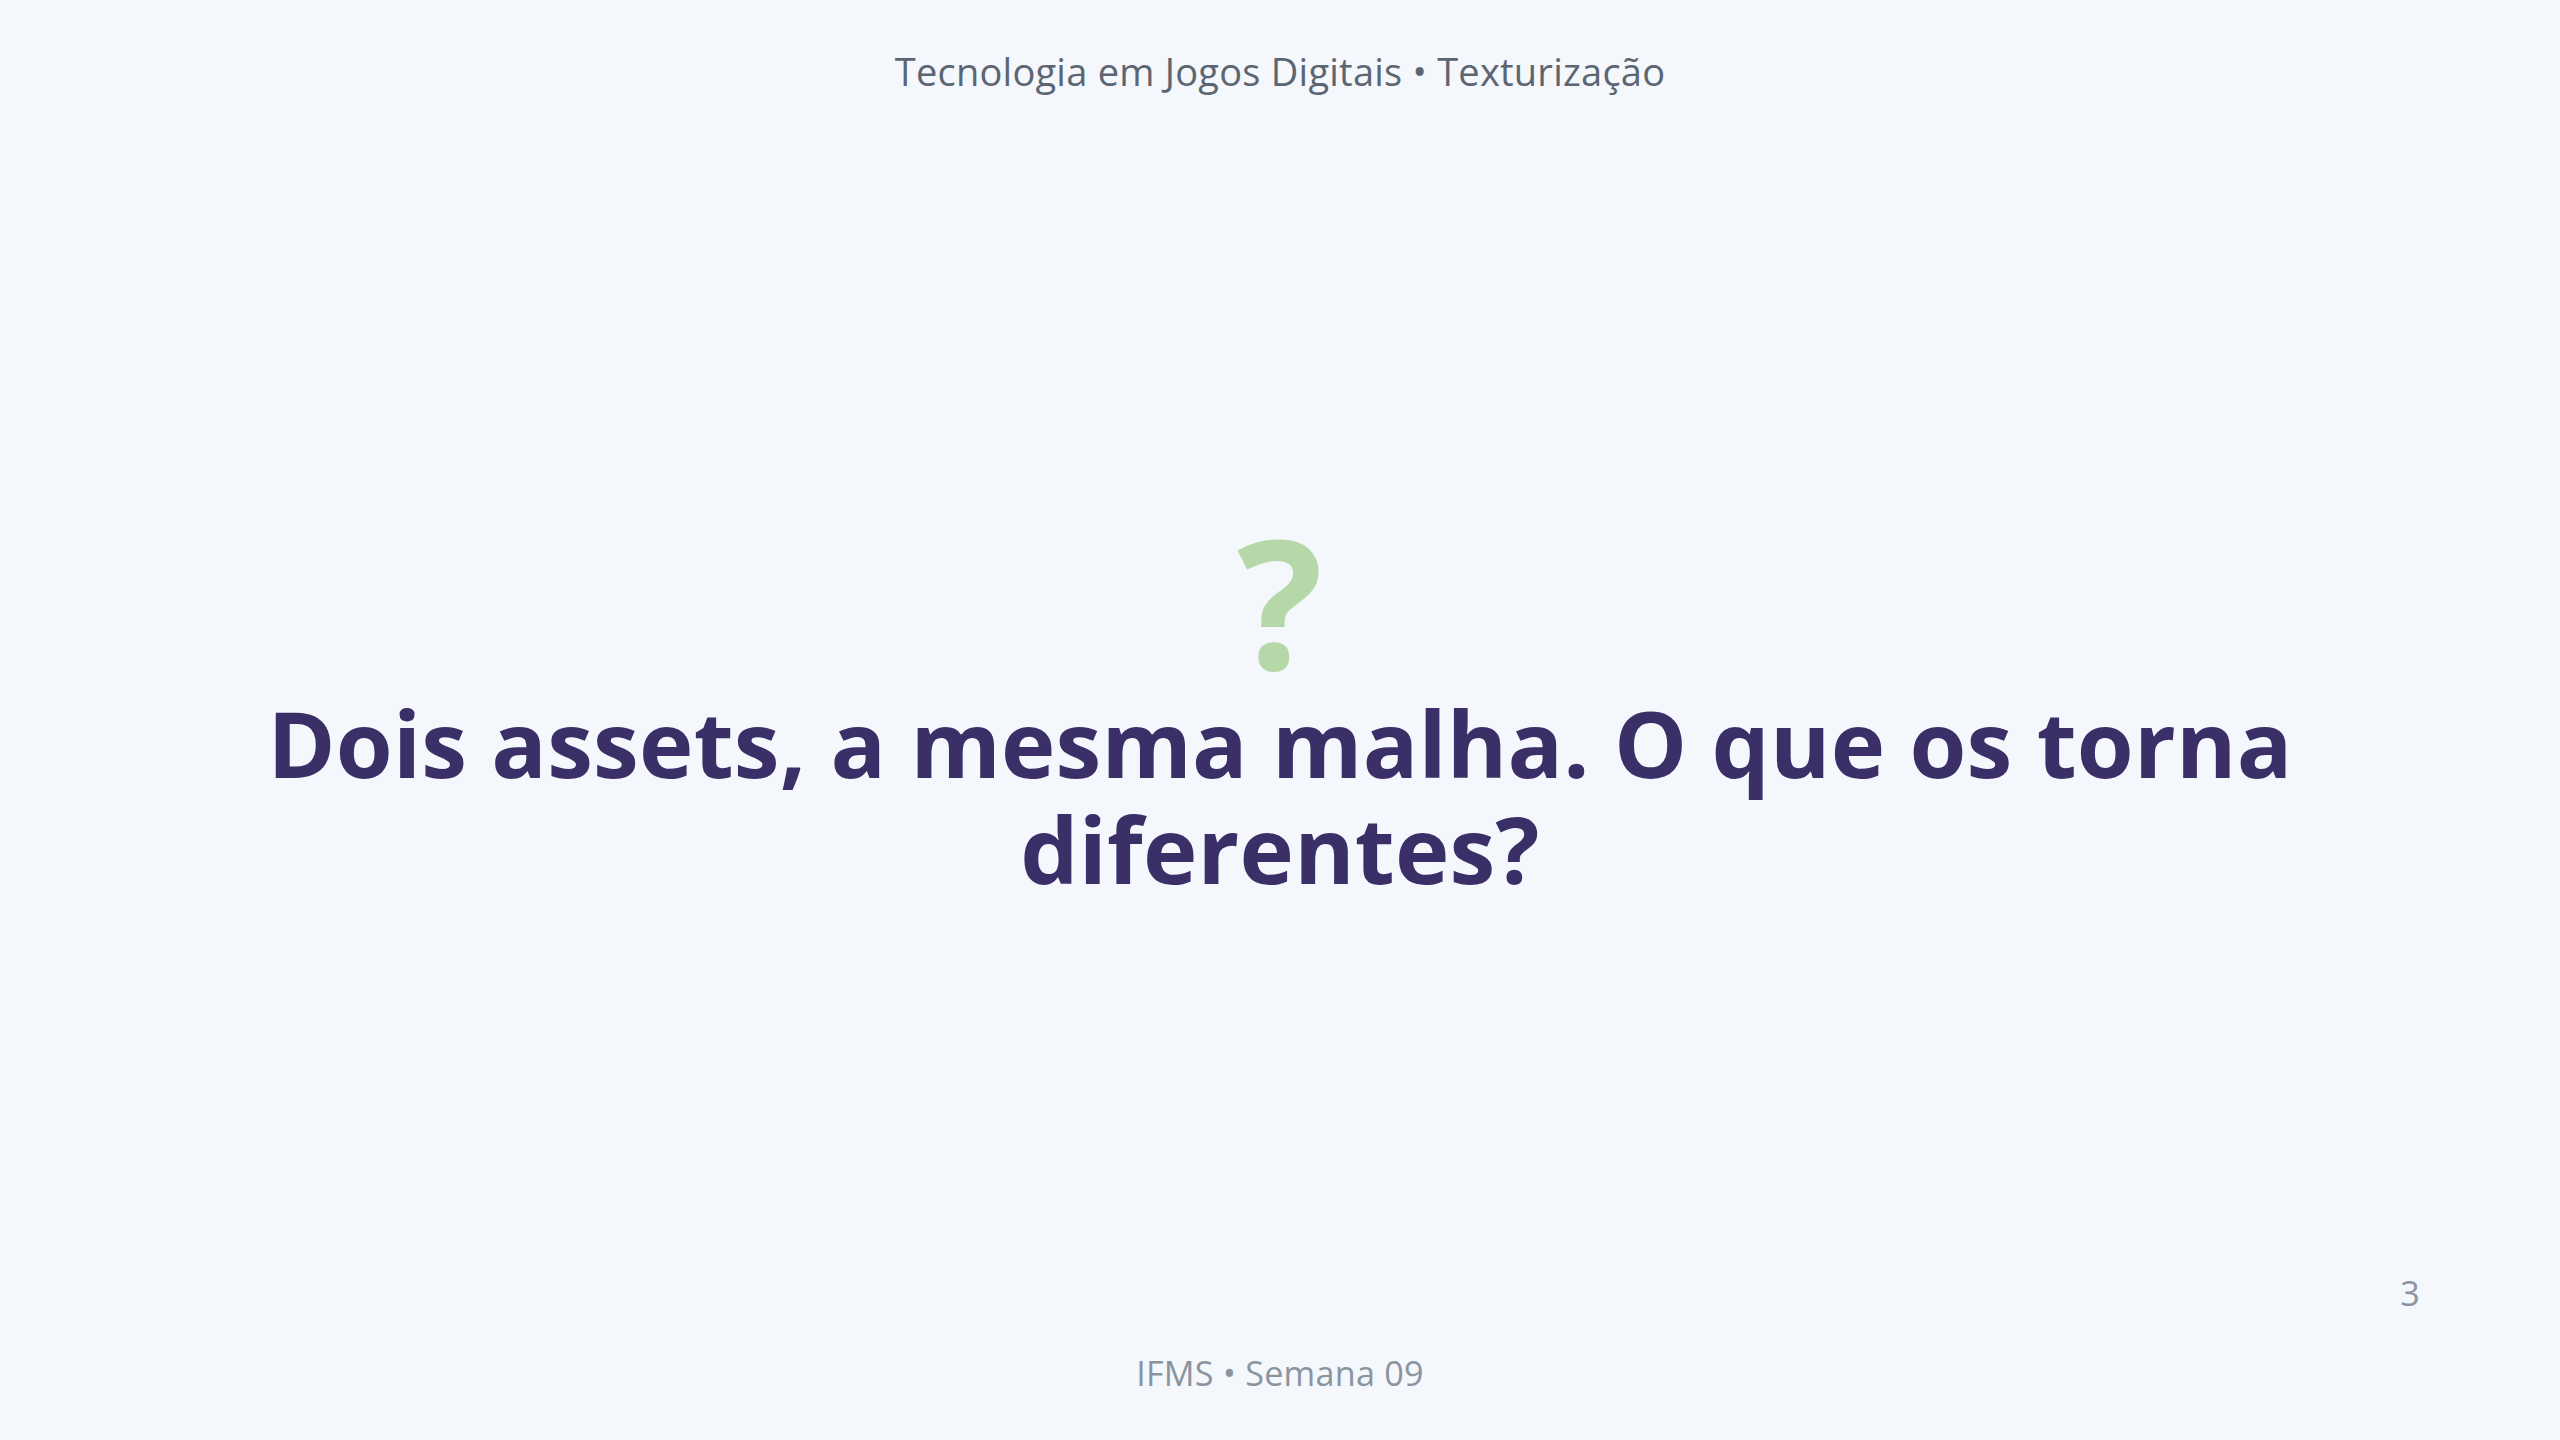 Tecnologia em Jogos Digitais • Texturização
?
Dois assets, a mesma malha. O que os torna
diferentes?
3
IFMS • Semana 09